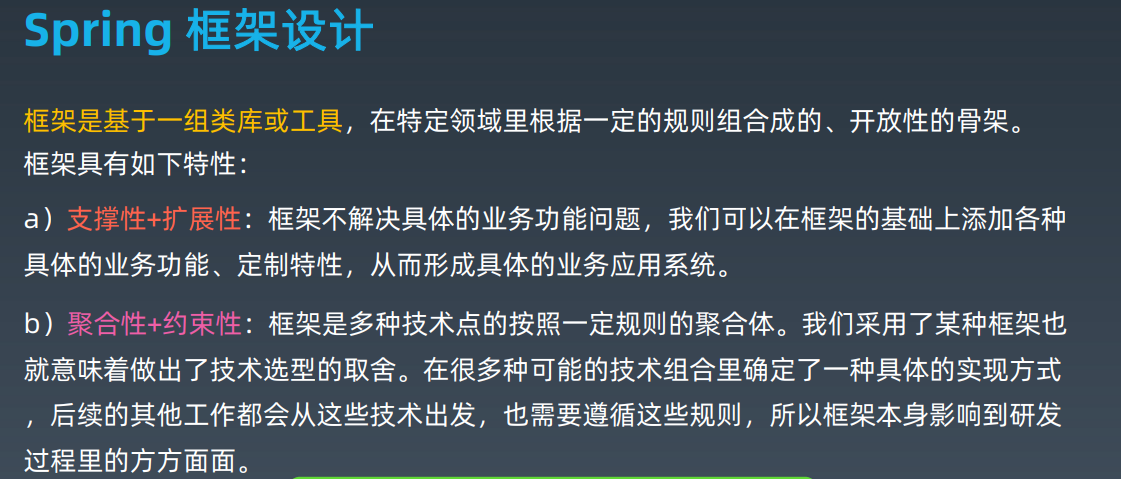 Spring 框架设计
框架是基于一组类库或工具，在特定领域里根据一定的规则组合成的、开放性的骨架。
框架具有如下特性：
a）支撑性+扩展性：框架不解决具体的业务功能问题，我们可以在框架的基础上添加各种
具体的业务功能、定制特性，从而形成具体的业务应用系统。
b）聚合性+约束性：框架是多种技术点的按照一定规则的聚合体。我们采用了某种框架也
就意味着做出了技术选型的取舍。在很多种可能的技术组合里确定了一种具体的实现方式
，后续的其他工作都会从这些技术出发，也需要遵循这些规则，所以框架本身影响到研发
过程里的方方面面。